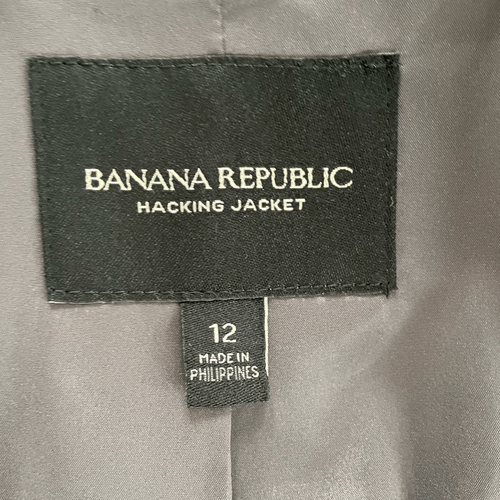 BANANA REPUBLIC
HACKING JACKET
12
MADE IN
PHILIPPINES